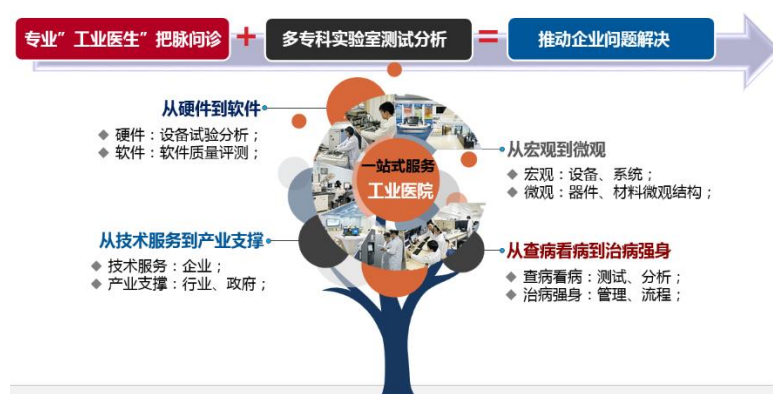 专业”工业医生”把脉问诊 + 多专科实验室测试分析 = 推动企业问题解决
从硬件到软件
◆ 硬件：设备试验分析；
◆ 软件：软件质量评测；
一站式服务
工业医院
从宏观到微观
◆ 宏观：设备、系统；
◆ 微观：器件、材料微观结构；
从技术服务到产业支撑
◆ 技术服务：企业；
◆ 产业支撑：行业、政府；
从查病看病到治病强身
◆ 查病看病：测试、分析；
◆ 治病强身：管理、流程；